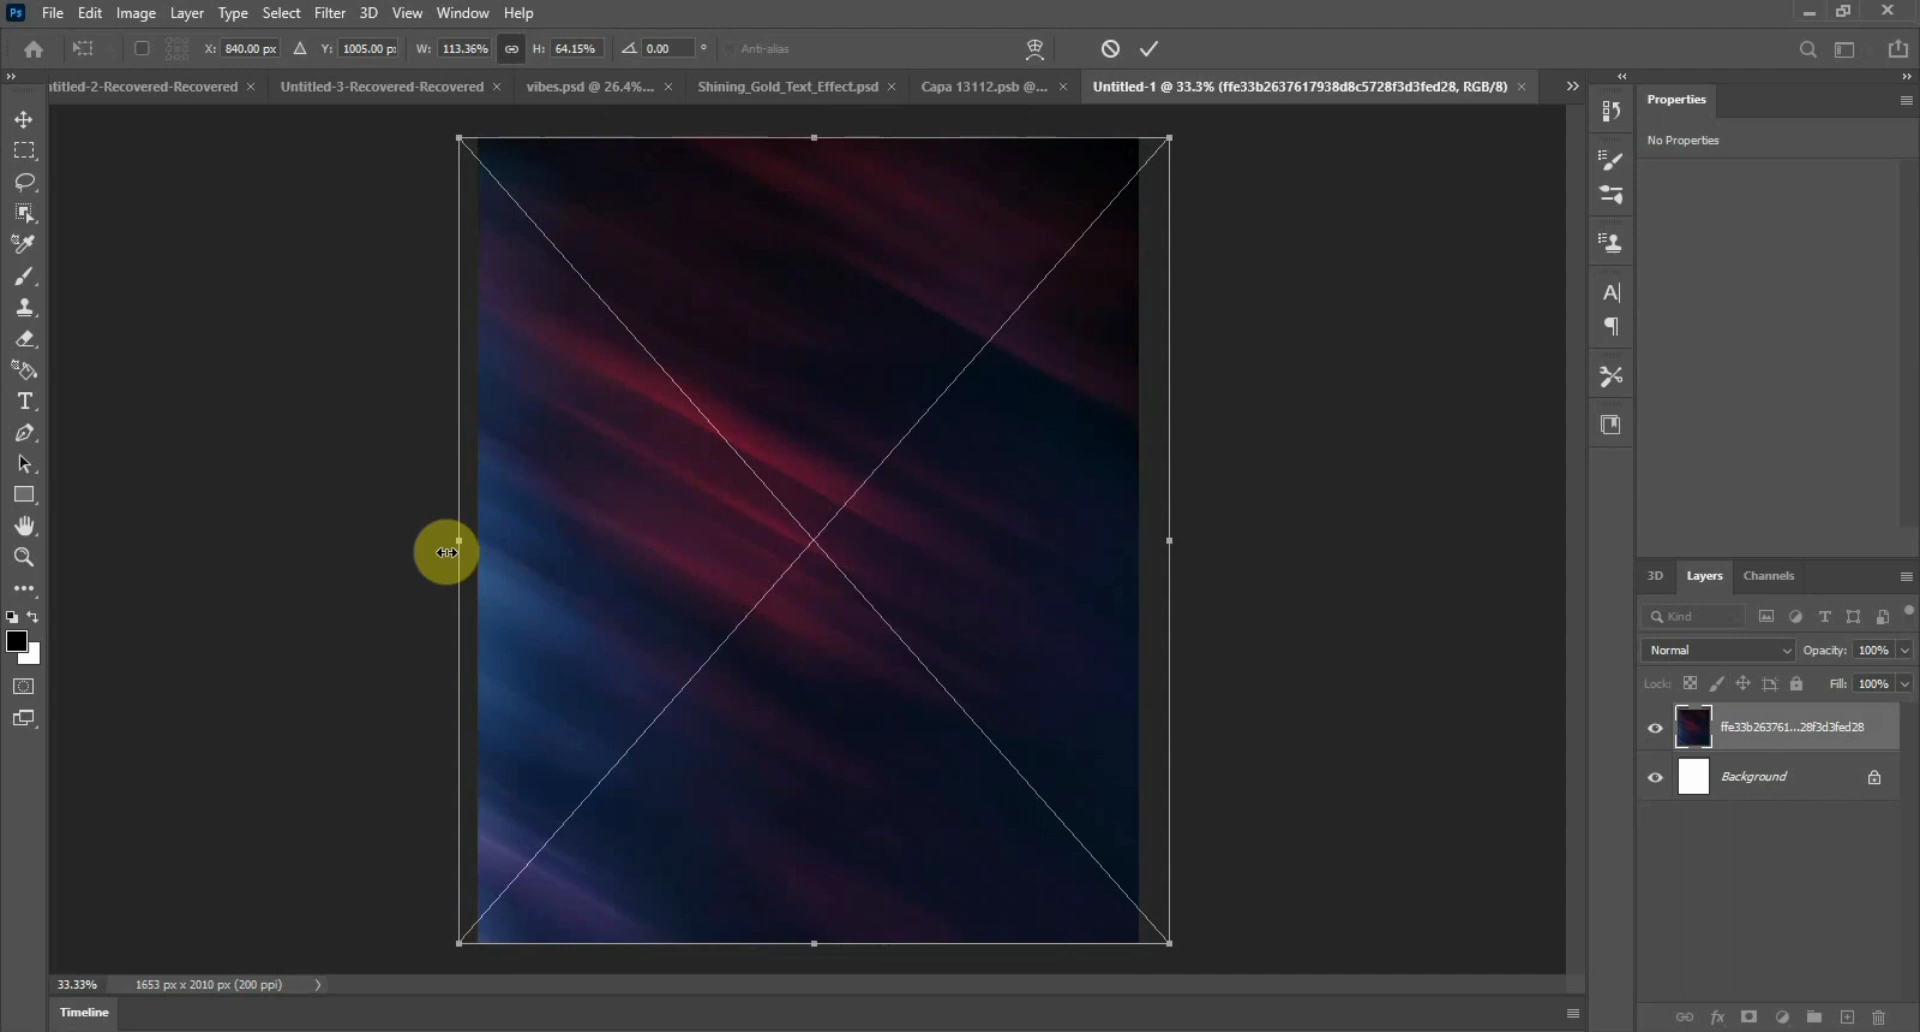 Ps File Edit Image Layer Type Select Filter 3D View Window Help
X: 840.00 px Y: 1005.00 p: W: 113.36% H: 64.15% 0.00 ° Anti-alias
ntitled-2-Recovered-Recovered × Untitled-3-Recovered-Recovered × vibes.psd @ 26.4%... × Shining_Gold_Text_Effect.psd × Capa 13112.psb @... × Untitled-1 @ 33.3% (ffe33b2637617938d8c5728f3d3fed28, RGB/8) ×
Properties
No Properties
3D Layers Channels
Kind
Normal Opacity: 100%
Lock: Fill: 100%
ffe33b263761...28f3d3fed28
Background
33.33% 1653 px x 2010 px (200 ppi)
Timeline